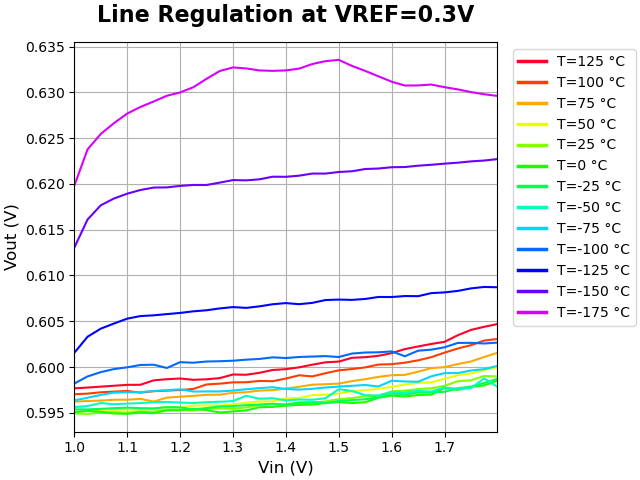 Line Regulation at VREF=0.3V
0.635
0.630
0.625
0.620
0.615
0.610
0.605
0.600
0.595
Vout (V)
1.0 1.1 1.2 1.3 1.4 1.5 1.6 1.7
Vin (V)
T=125 °C
T=100 °C
T=75 °C
T=50 °C
T=25 °C
T=0 °C
T=-25 °C
T=-50 °C
T=-75 °C
T=-100 °C
T=-125 °C
T=-150 °C
T=-175 °C